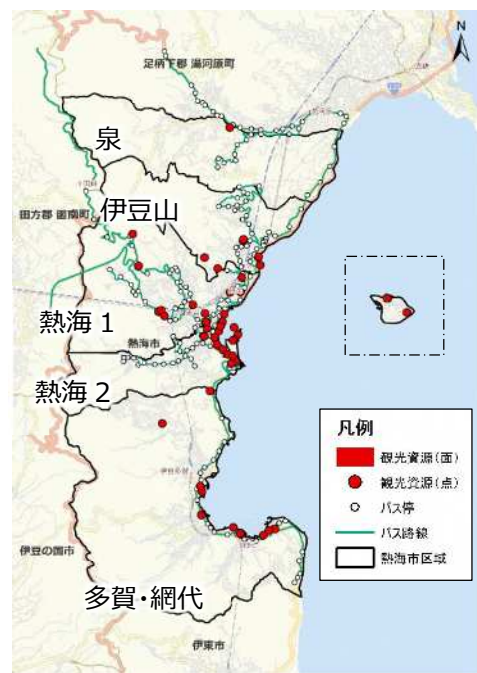 N
足柄下郡 湯河原町
泉
伊豆山
田方郡 函南町
熱海 1
熱海市
熱海 2
凡例
観光資源(面)
観光資源(点)
バス停
バス路線
熱海市区域
伊豆の国市
多賀・網代
伊東市